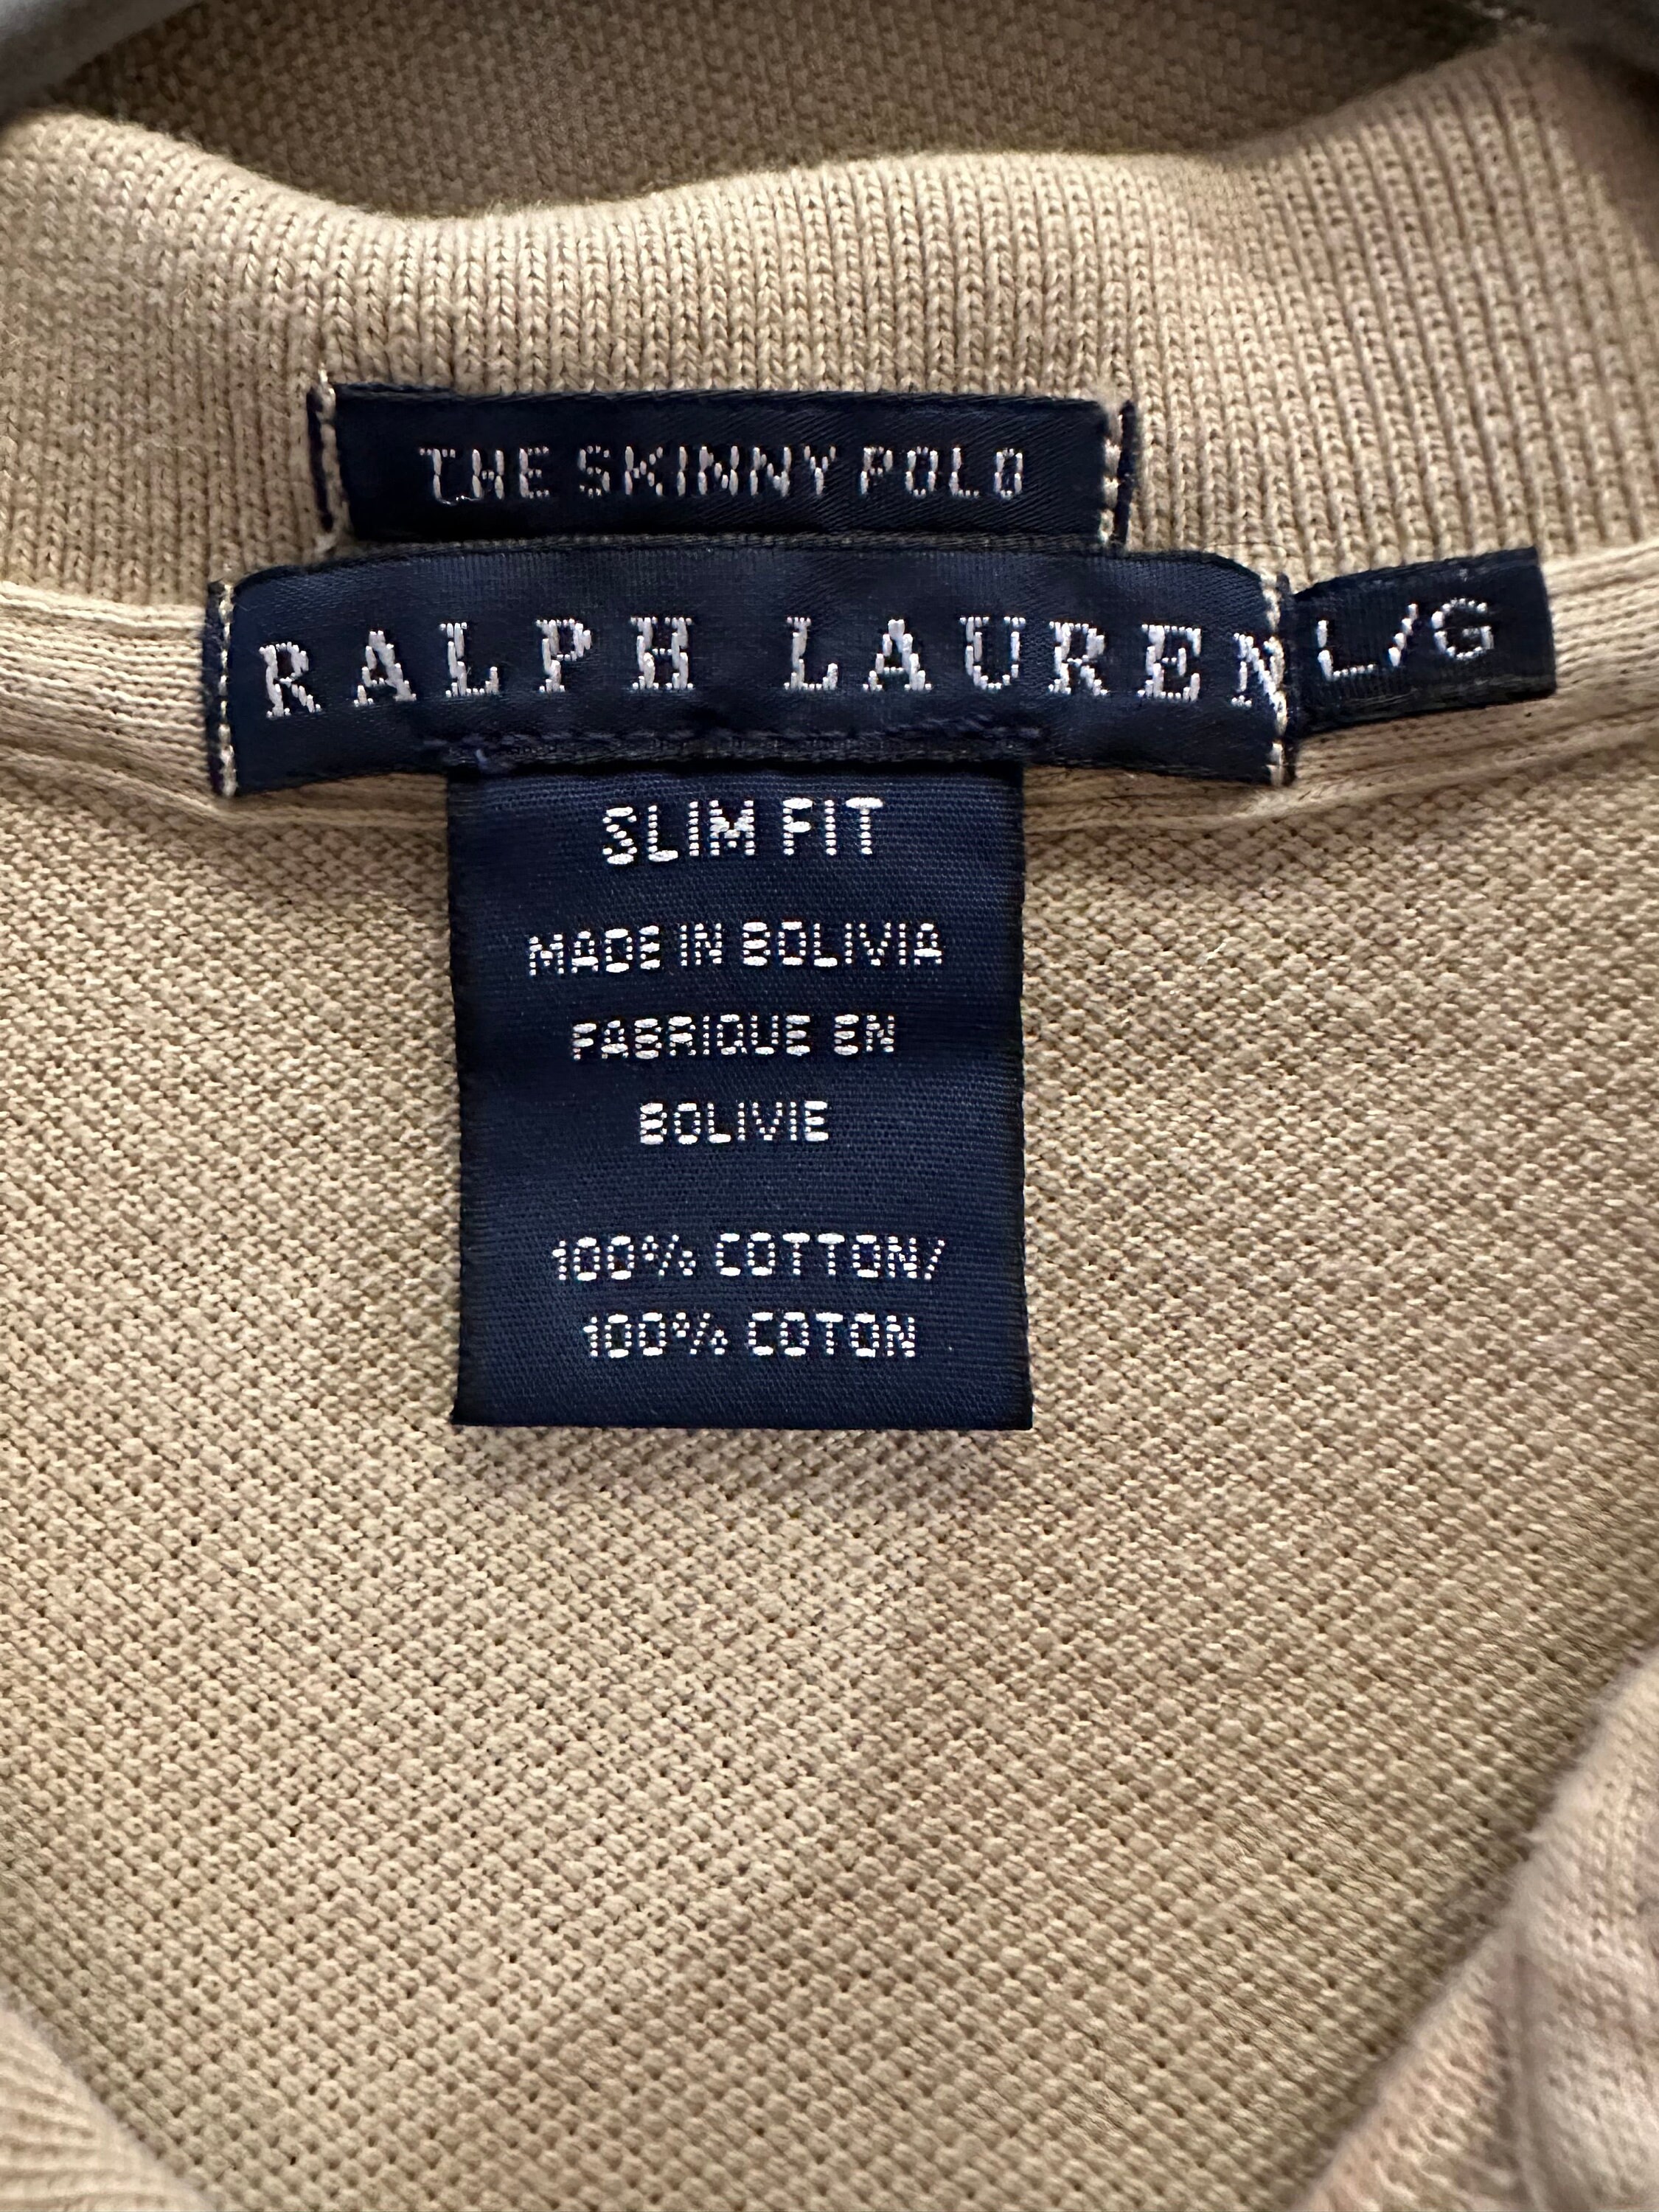 THE SKINNY POLO
RALPH LAUREN
L/G
SLIM FIT
MADE IN BOLIVIA
FABRIQUE EN
BOLIVIE
100% COTTON/
100% COTON